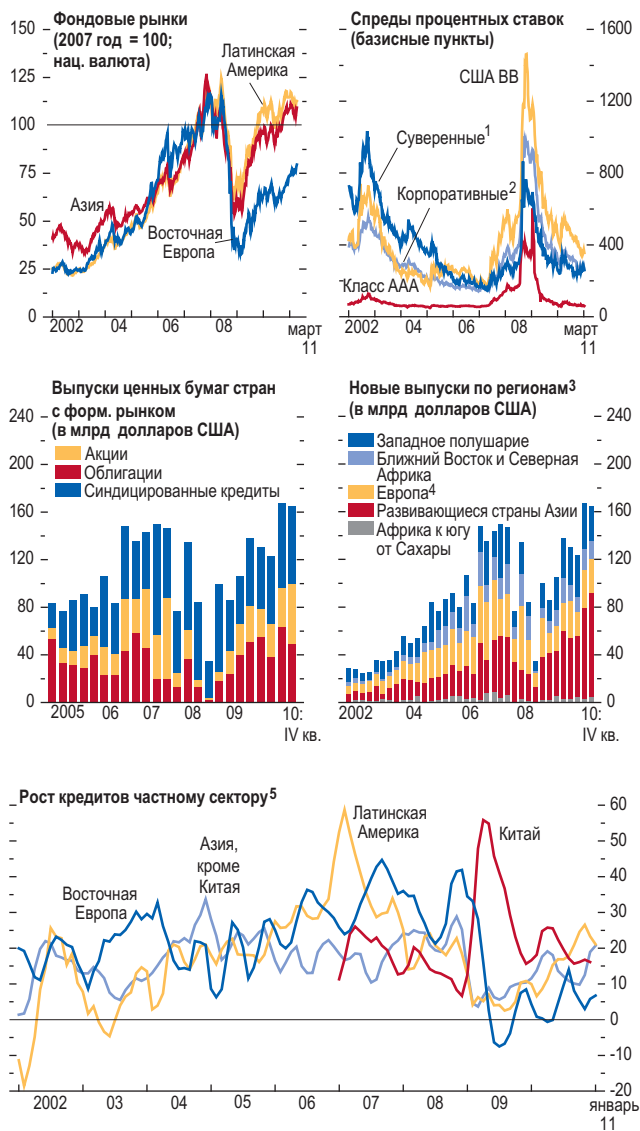 Фондовые рынки
(2007 год = 100;
нац. валюта)
150
125
100
75
50
25
0
Латинская
Америка
Азия
Восточная
Европа
2002 04 06 08 март
11
Спреды процентных ставок
(базисные пункты)
1600
1200
800
400
0
США BB
Суверенные1
Корпоративные2
Класс AAA
2002 04 06 08 март
11
Выпуски ценных бумаг стран
с форм. рынком
(в млрд долларов США)
240
200
160
120
80
40
0
Акции
Облигации
Синдицированные кредиты
2005 06 07 08 09 10:
IV кв.
Новые выпуски по регионам3
(в млрд долларов США)
240
200
160
120
80
40
0
Западное полушарие
Ближний Восток и Северная
Африка
Европа4
Развивающиеся страны Азии
Африка к югу
от Сахары
2002 04 06 08 10:
IV кв.
Рост кредитов частному сектору5
60
50
40
30
20
10
0
-10
-20
Латинская
Америка
Китай
Азия,
кроме
Китая
Восточная
Европа
2002 03 04 05 06 07 08 09 январь
11